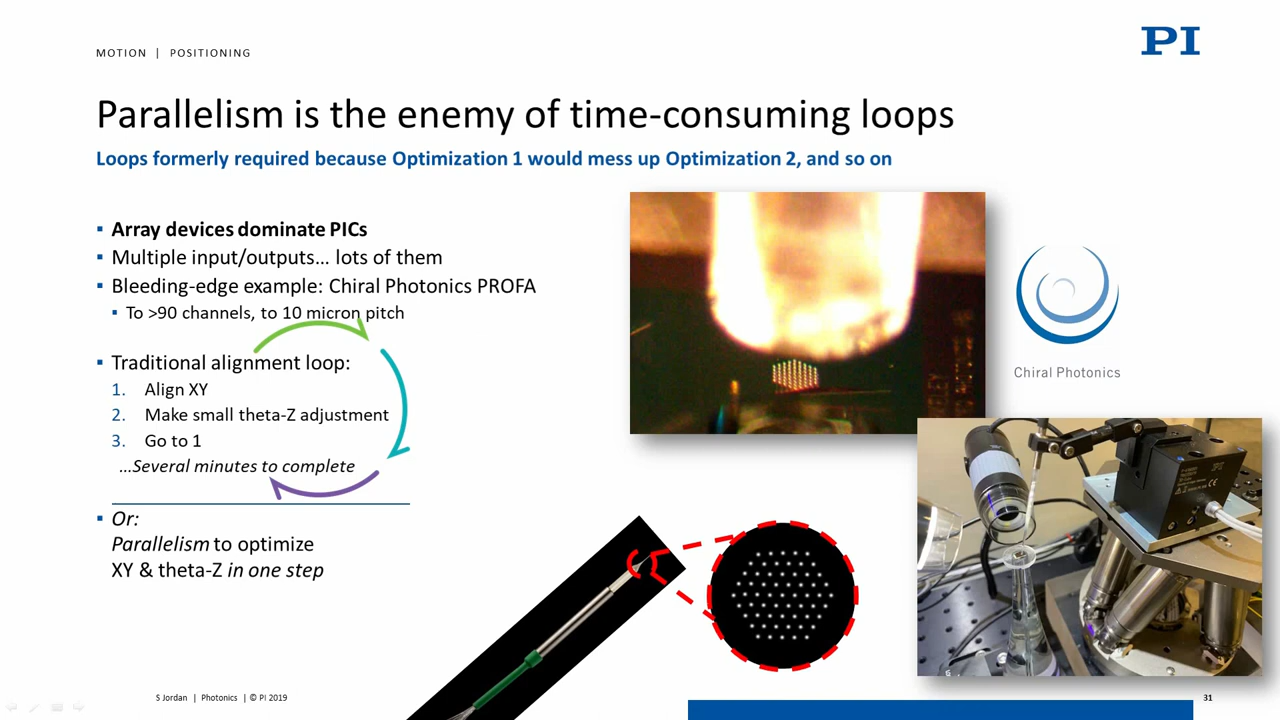 MOTION | POSITIONING
PI
Parallelism is the enemy of time-consuming loops
Loops formerly required because Optimization 1 would mess up Optimization 2, and so on
▪ Array devices dominate PICs
▪ Multiple input/outputs… lots of them
▪ Bleeding-edge example: Chiral Photonics PROFA
▪ To >90 channels, to 10 micron pitch
▪ Traditional alignment loop:
1. Align XY
2. Make small theta-Z adjustment
3. Go to 1
…Several minutes to complete
▪ Or:
Parallelism to optimize
XY & theta-Z in one step
Chiral Photonics
S Jordan | Photonics | © PI 2019
31